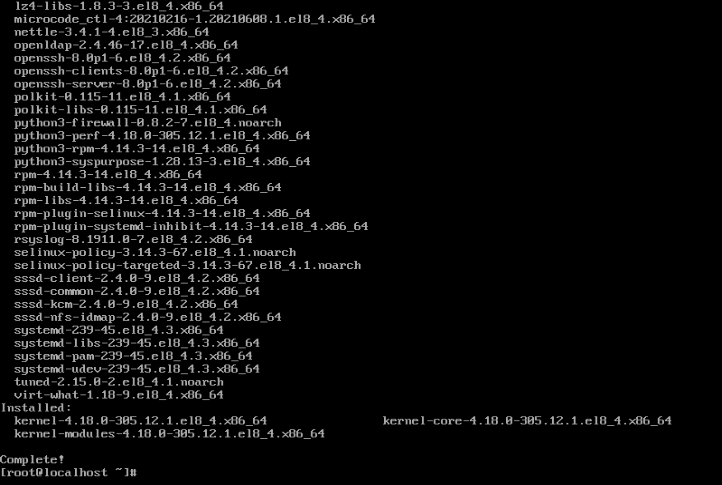 lz4-libs-1.8.3-3.el8_4.x86_64
microcode_ctl-4:20210216-1.20210608.1.el8_4.x86_64
nettle-3.4.1-4.el8_3.x86_64
openldap-2.4.46-17.el8_4.x86_64
openssh-8.0p1-6.el8_4.2.x86_64
openssh-clients-8.0p1-6.el8_4.2.x86_64
openssh-server-8.0p1-6.el8_4.2.x86_64
polkit-0.115-11.el8_4.1.x86_64
polkit-libs-0.115-11.el8_4.1.x86_64
python3-firewall-0.8.2-7.el8_4.noarch
python3-perf-4.18.0-305.12.1.el8_4.x86_64
python3-rpm-4.14.3-14.el8_4.x86_64
python3-syspurpose-1.28.13-3.el8_4.x86_64
rpm-4.14.3-14.el8_4.x86_64
rpm-build-libs-4.14.3-14.el8_4.x86_64
rpm-libs-4.14.3-14.el8_4.x86_64
rpm-plugin-selinux-4.14.3-14.el8_4.x86_64
rpm-plugin-systemd-inhibit-4.14.3-14.el8_4.x86_64
rsyslog-8.1911.0-7.el8_4.2.x86_64
selinux-policy-3.14.3-67.el8_4.1.noarch
selinux-policy-targeted-3.14.3-67.el8_4.1.noarch
sssd-client-2.4.0-9.el8_4.2.x86_64
sssd-common-2.4.0-9.el8_4.2.x86_64
sssd-kcm-2.4.0-9.el8_4.2.x86_64
sssd-nfs-idmap-2.4.0-9.el8_4.2.x86_64
systemd-239-45.el8_4.3.x86_64
systemd-libs-239-45.el8_4.3.x86_64
systemd-pam-239-45.el8_4.3.x86_64
systemd-udev-239-45.el8_4.3.x86_64
tuned-2.15.0-2.el8_4.1.noarch
virt-what-1.18-9.el8_4.x86_64
Installed:
kernel-4.18.0-305.12.1.el8_4.x86_64 kernel-core-4.18.0-305.12.1.el8_4.x86_64
kernel-modules-4.18.0-305.12.1.el8_4.x86_64
Complete!
[root@localhost ~]#